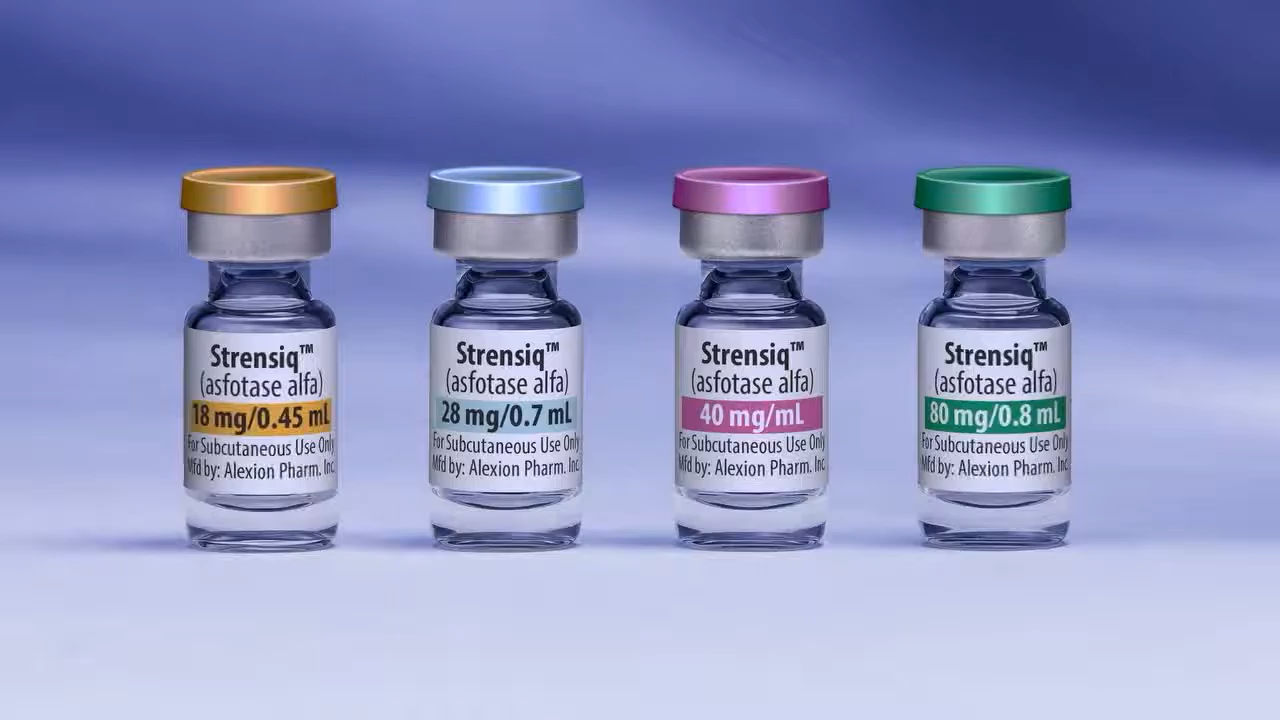 Strensiq™
(asfotase alfa)
18 mg/0.45 mL
For Subcutaneous Use Only
Mfd by: Alexion Pharm. Inc.
Strensiq™
(asfotase alfa)
28 mg/0.7 mL
For Subcutaneous Use Only
Mfd by: Alexion Pharm. Inc.
Strensiq™
(asfotase alfa)
40 mg/mL
For Subcutaneous Use Only
Mfd by: Alexion Pharm. Inc.
Strensiq™
(asfotase alfa)
80 mg/0.8 mL
For Subcutaneous Use Only
Mfd by: Alexion Pharm. Inc.